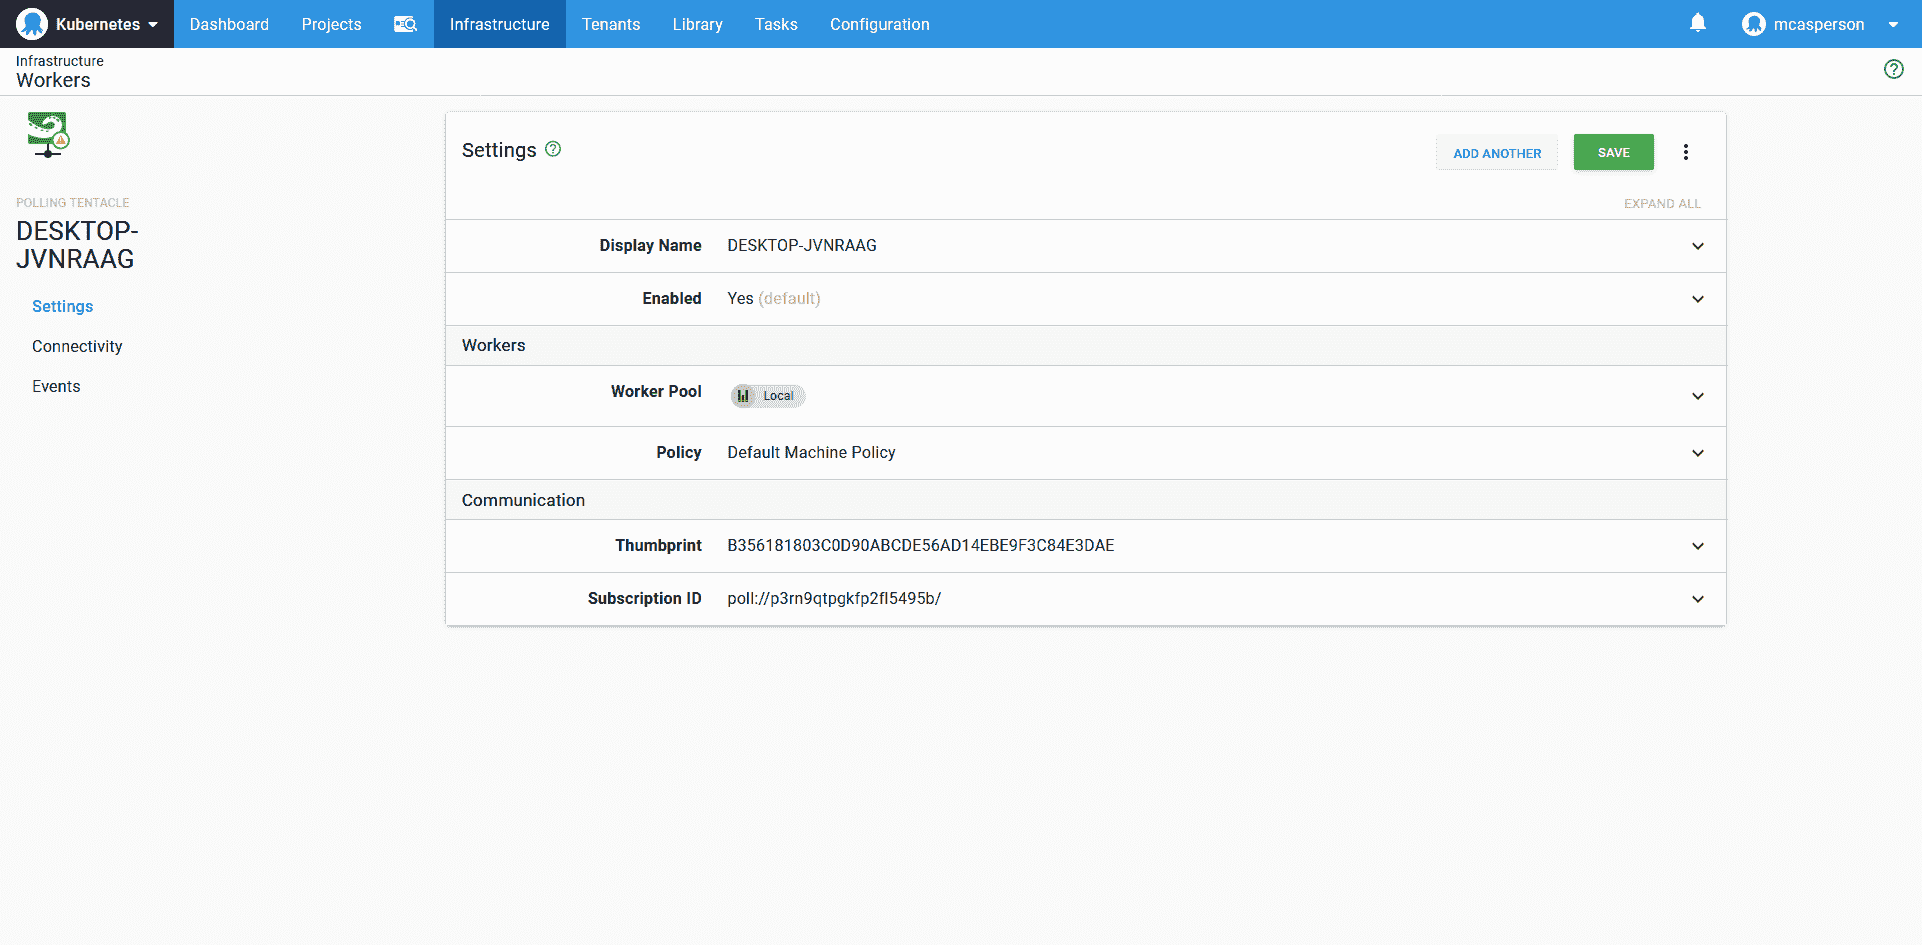 Kubernetes
Dashboard
Projects
Infrastructure
Tenants
Library
Tasks
Configuration
mcasperson
Infrastructure
Workers
POLLING TENTACLE
DESKTOP-
JVNRAAG
Settings
Connectivity
Events
Settings
ADD ANOTHER
SAVE
EXPAND ALL
Display Name DESKTOP-JVNRAAG
Enabled Yes (default)
Workers
Worker Pool Local
Policy Default Machine Policy
Communication
Thumbprint B356181803C0D90ABCDE56AD14EBE9F3C84E3DAE
Subscription ID poll://p3rn9qtpgkfp2fl5495b/